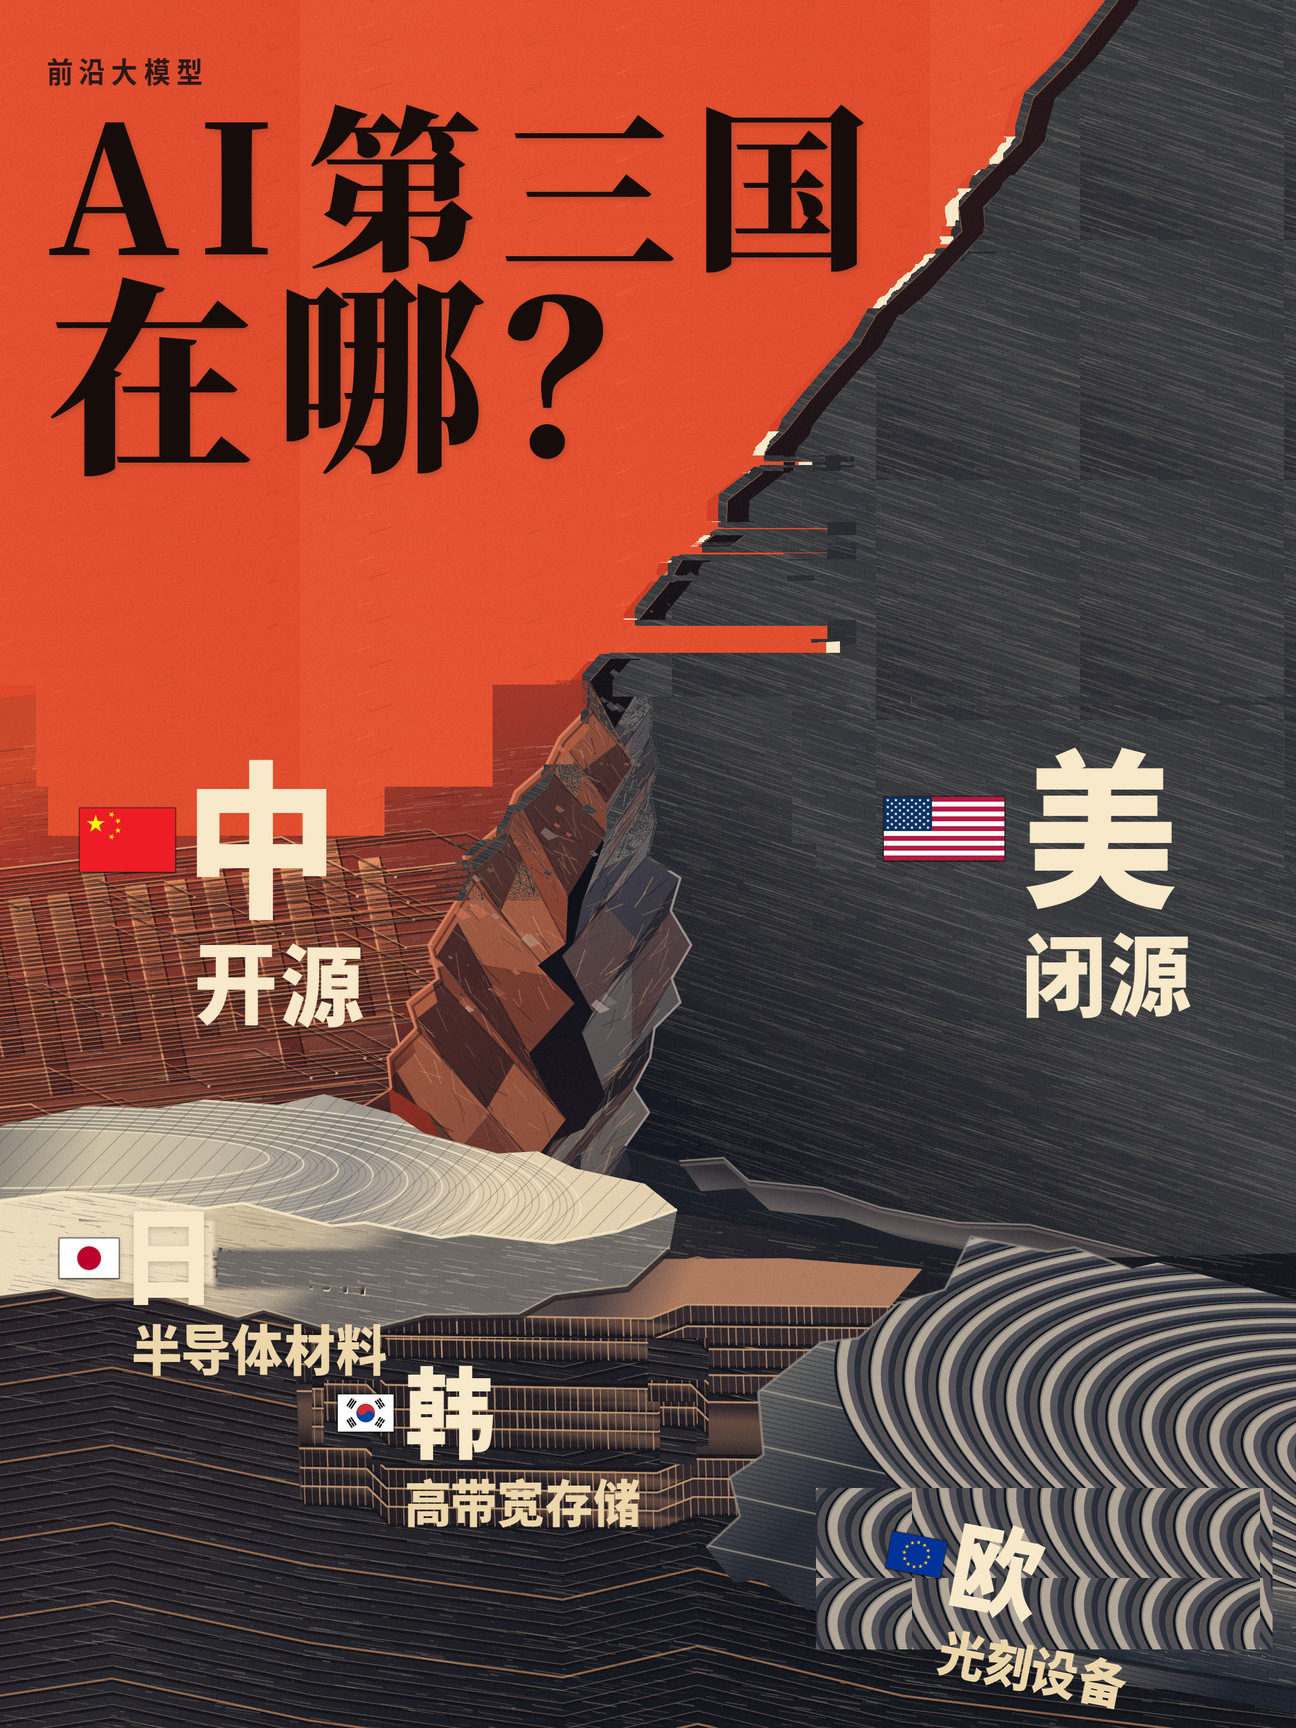 前沿大模型
AI第三国
在哪？
中
开源
美
闭源
日
半导体材料
韩
高带宽存储
欧
光刻设备